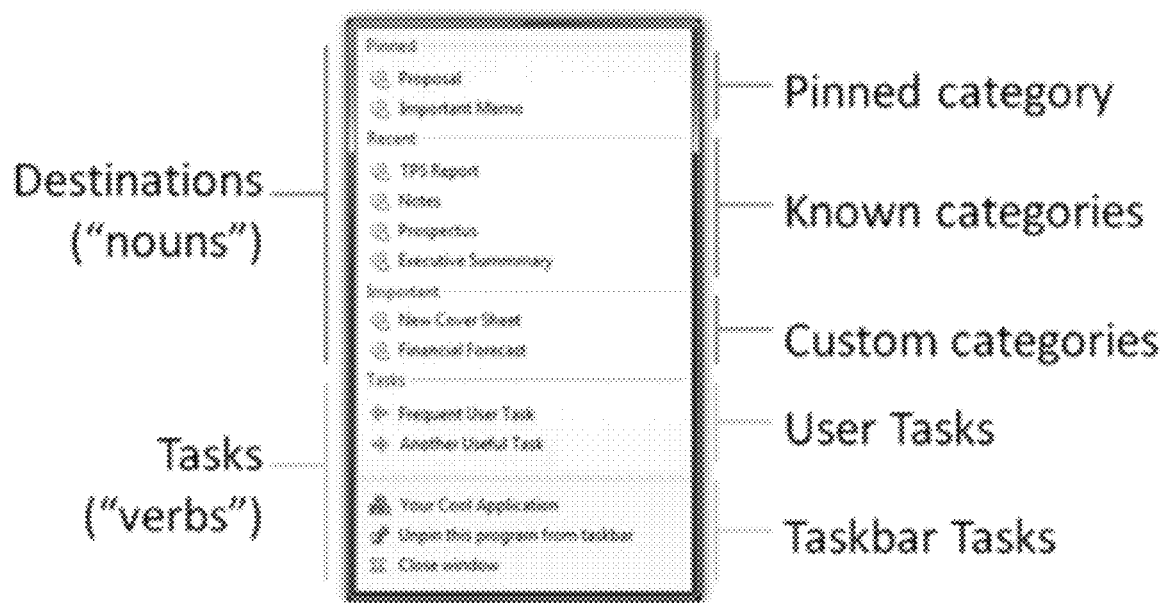 Destinations
("nouns")
Tasks
("verbs")
Pinned
Proposal
Important Memo
Recent
TPS Report
Notes
Prospectus
Executive Summary
Important
New Cover Sheet
Financial Forecast
Tasks
Frequent User Task
Another Useful Task
Your Cool Application
Unpin this program from taskbar
Close window
Pinned category
Known categories
Custom categories
User Tasks
Taskbar Tasks